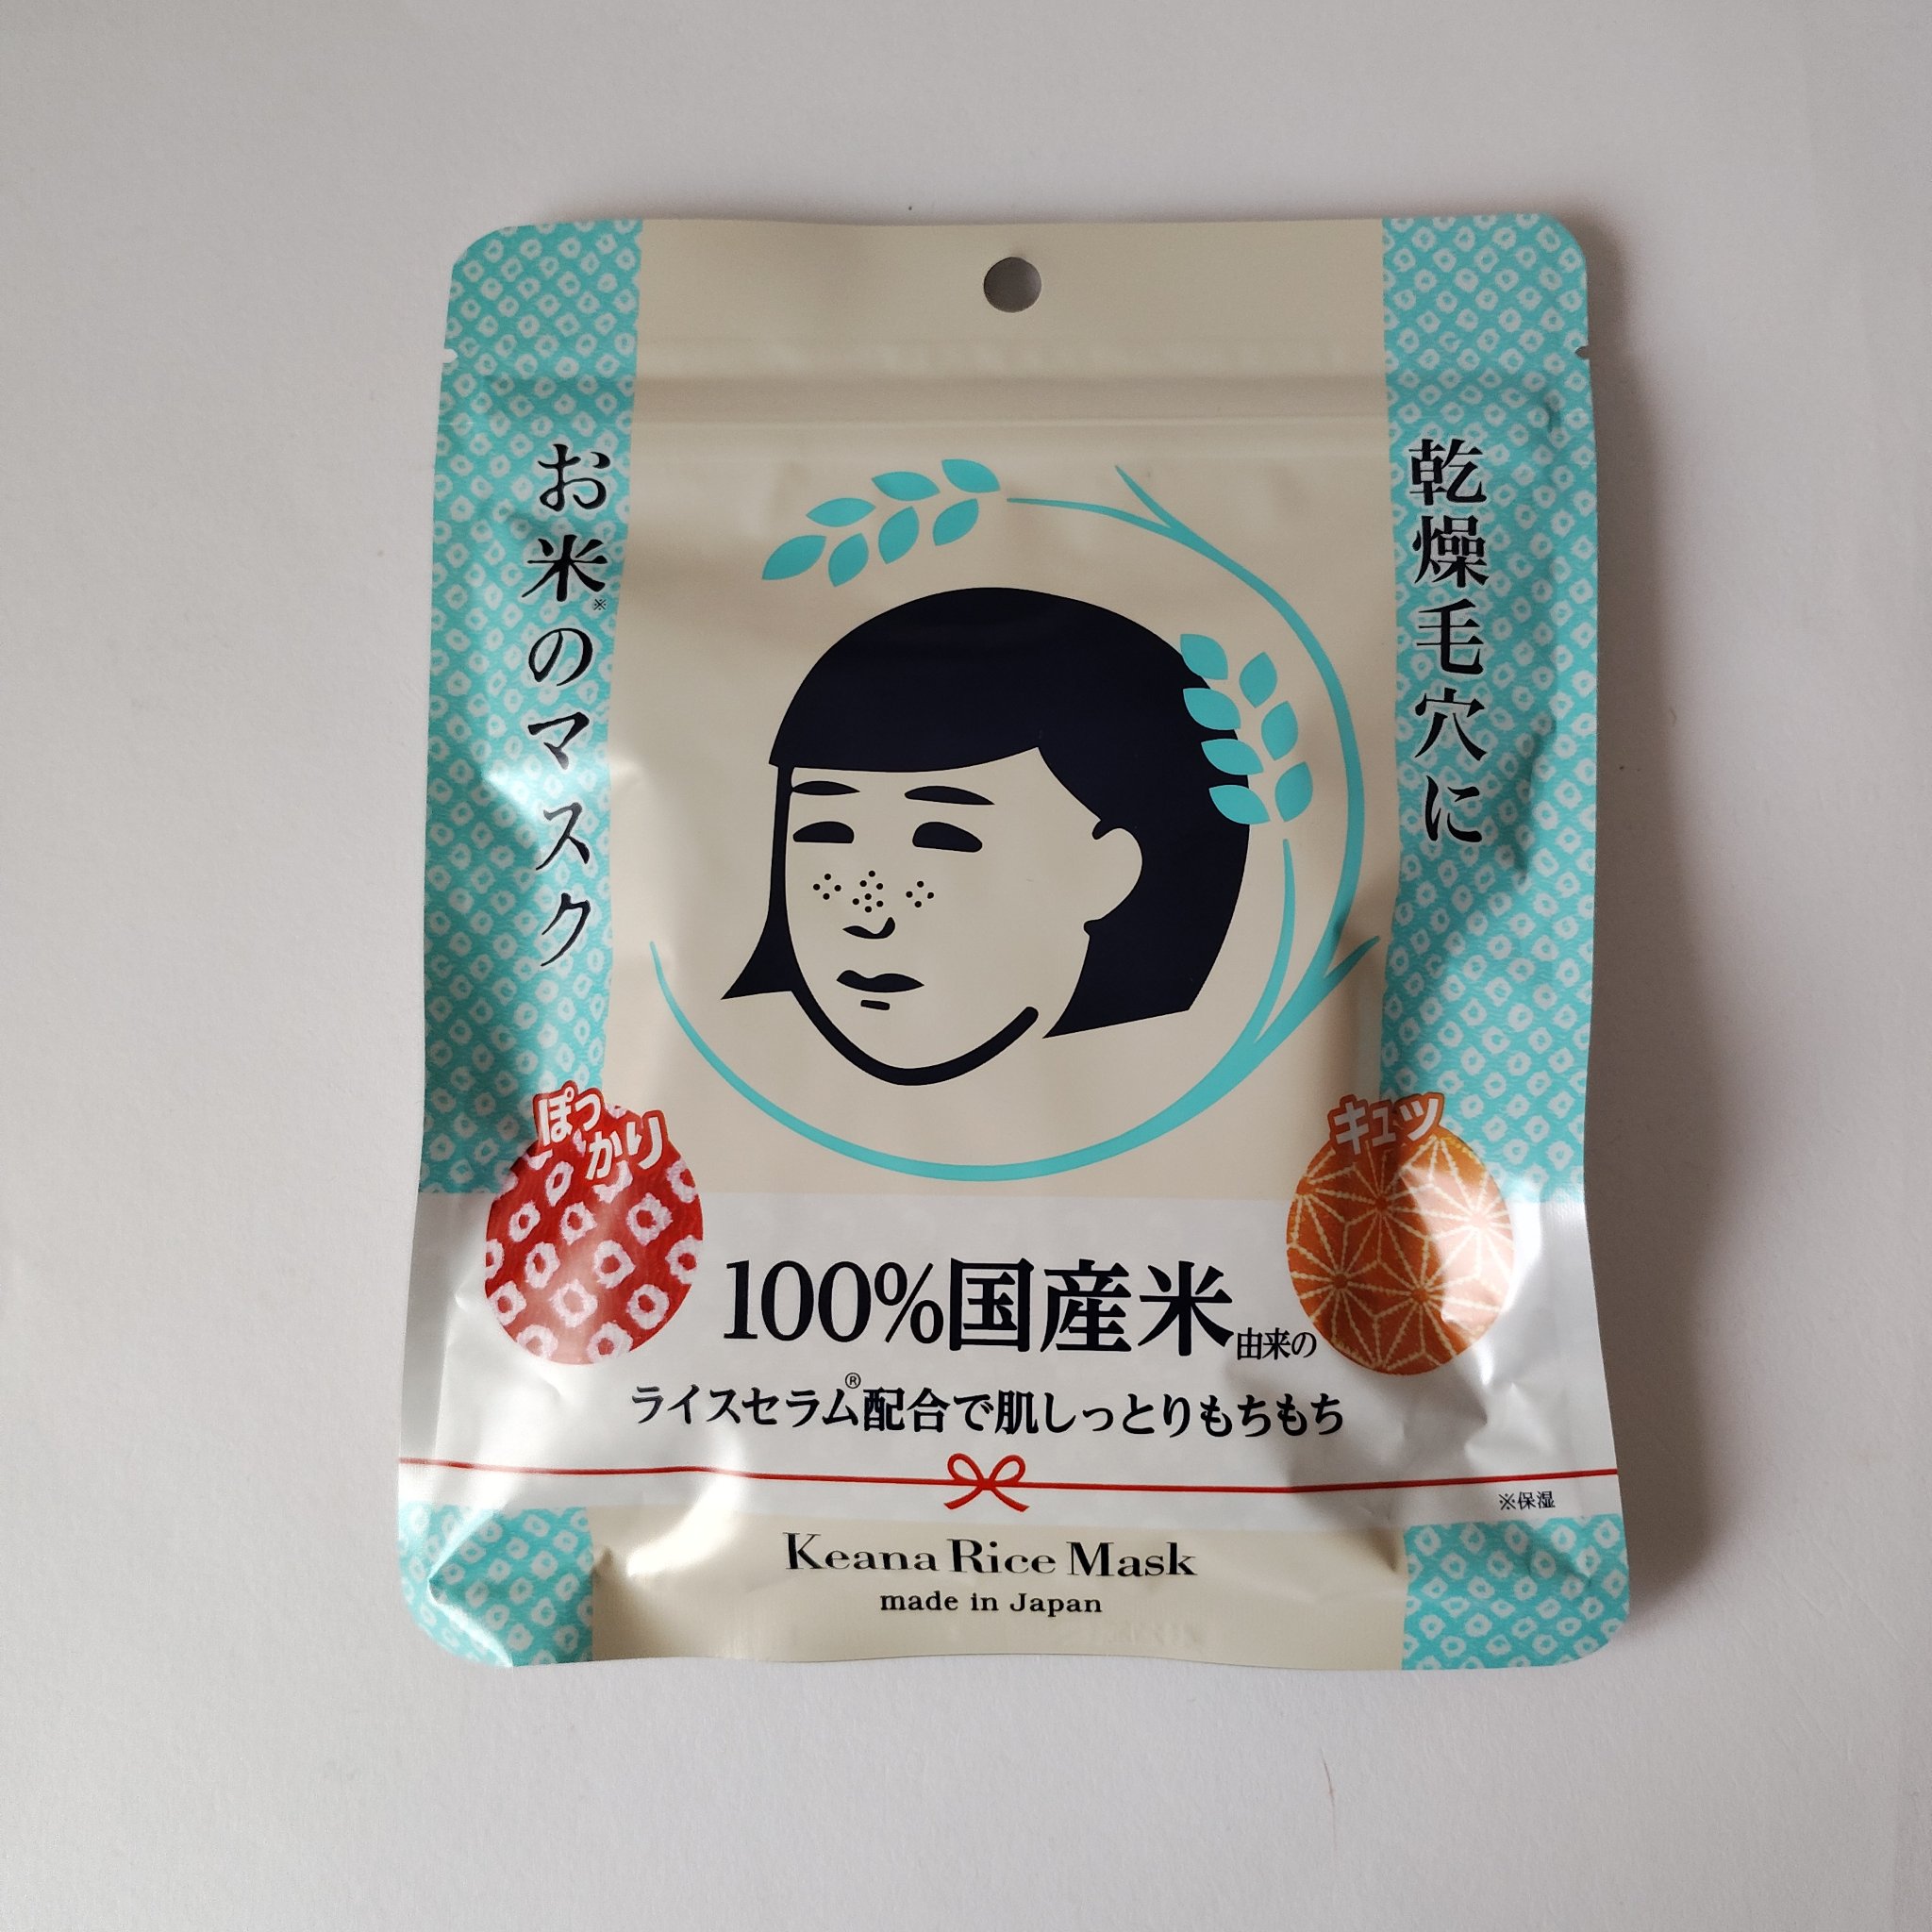 乾燥毛穴に
お米※のマスク
ぽっ
かり
キュッ
100%国産米由来の
ライスセラム®配合で肌しっとりもちもち
※保湿
Keana Rice Mask
made in Japan